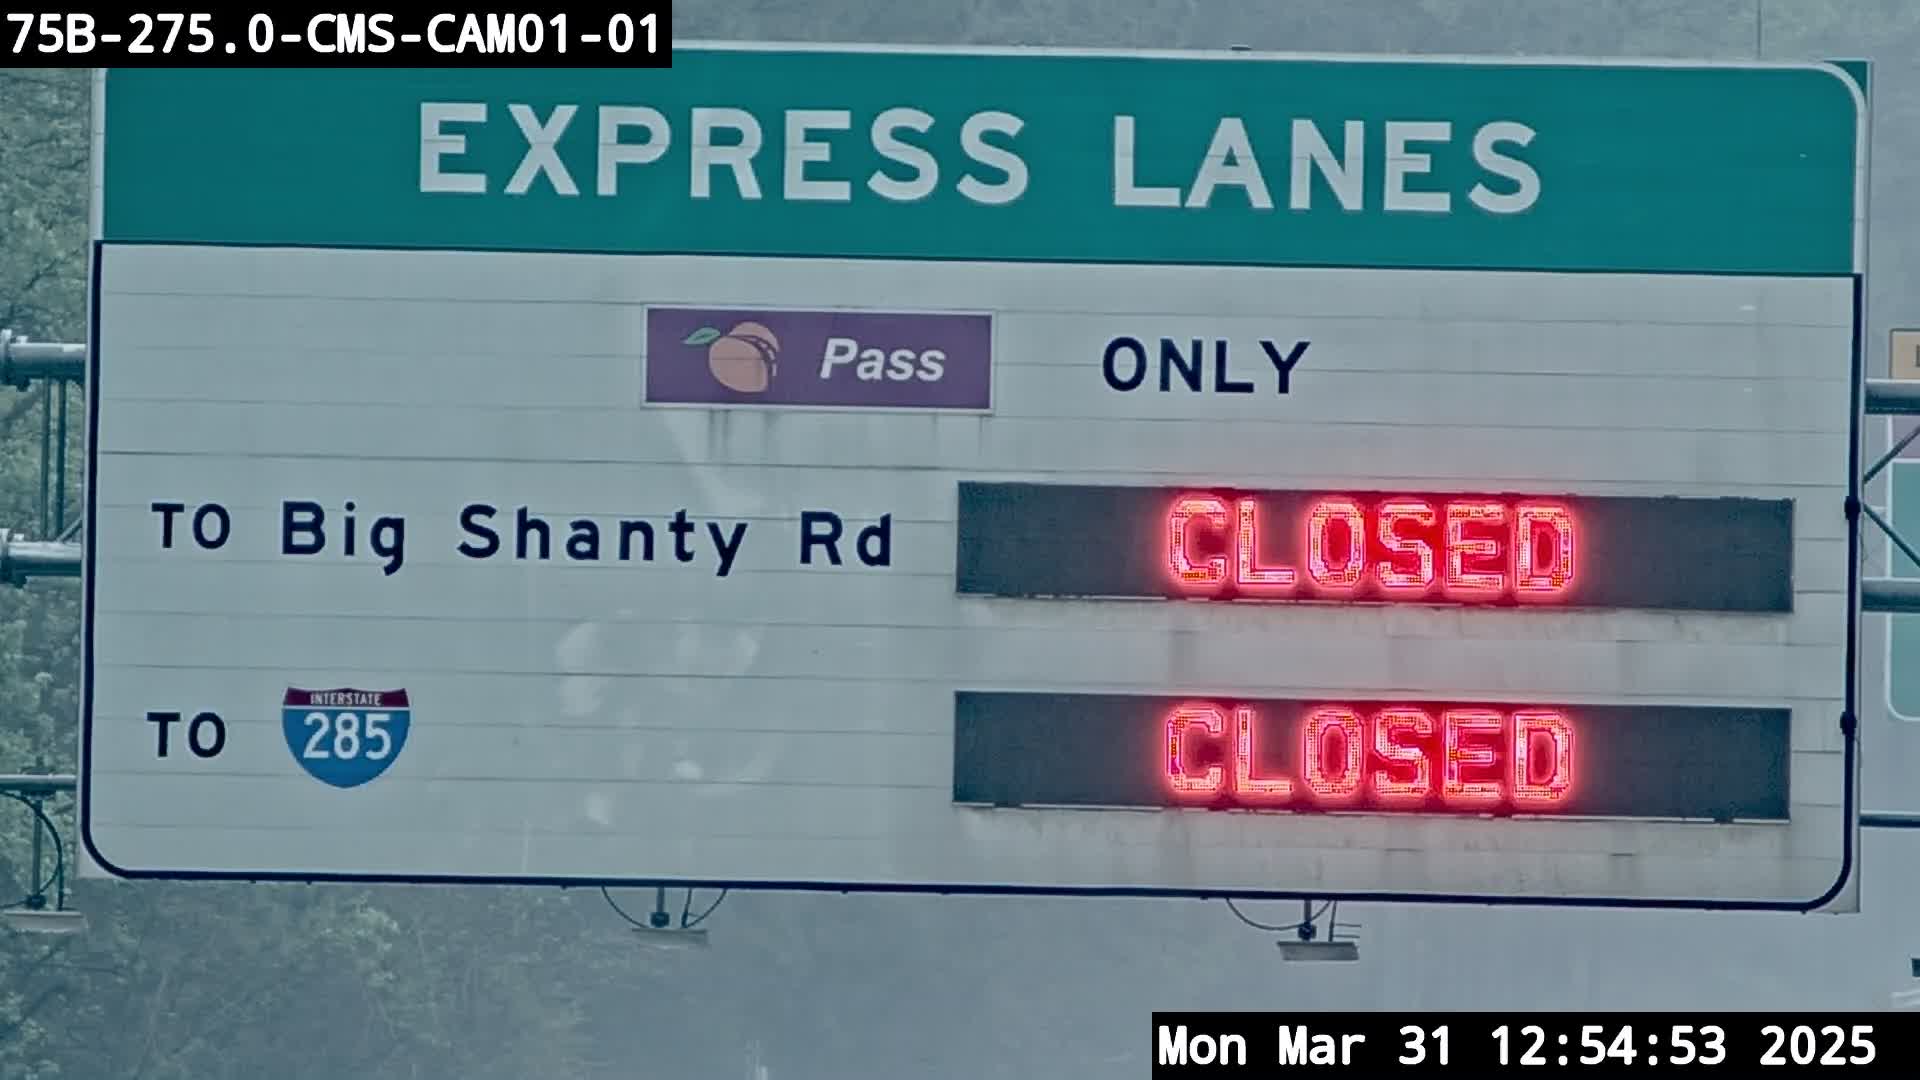 75B-275.0-CMS-CAM01-01
EXPRESS LANES
Pass ONLY
TO Big Shanty Rd CLOSED
TO INTERSTATE 285 CLOSED
Mon Mar 31 12:54:53 2025